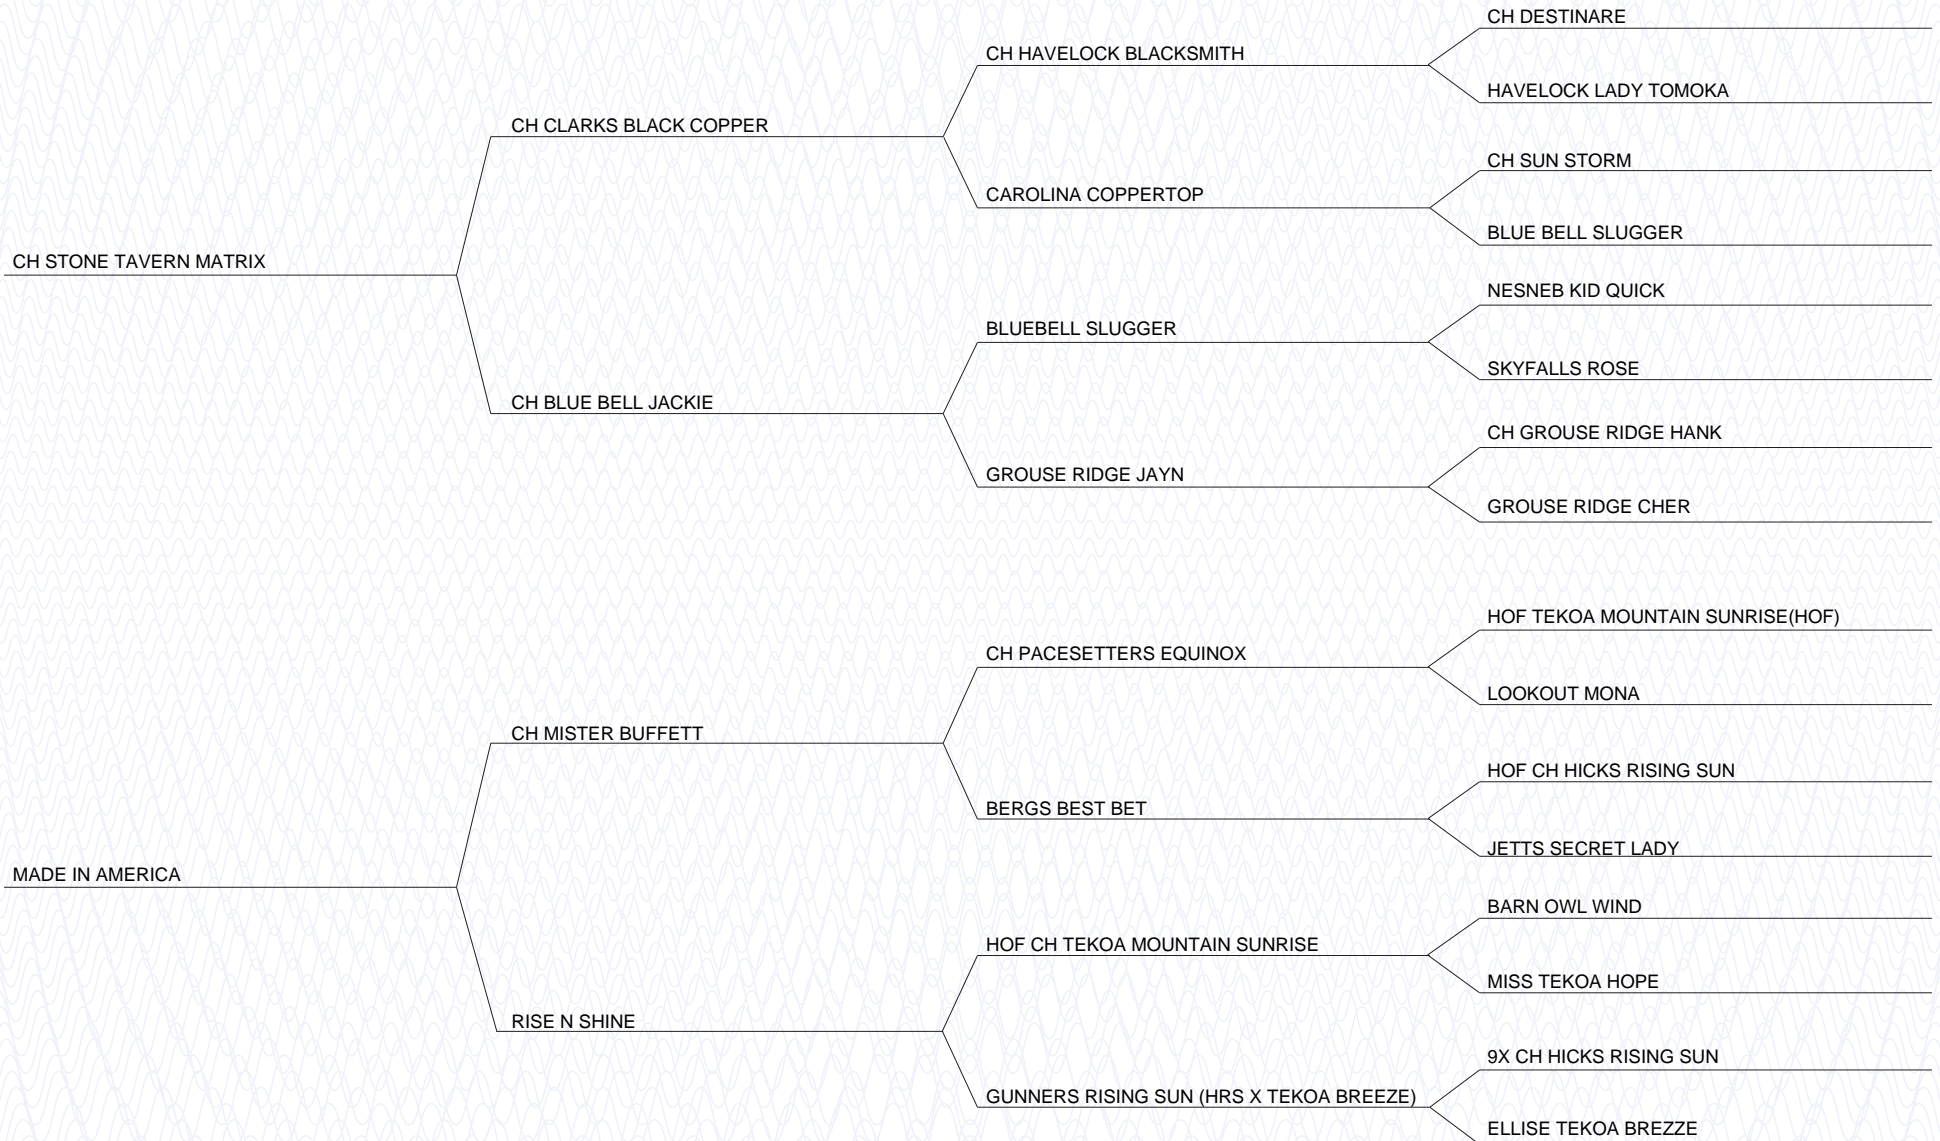 CH DESTINARE
CH HAVELOCK BLACKSMITH
HAVELOCK LADY TOMOKA
CH CLARKS BLACK COPPER
CH SUN STORM
CAROLINA COPPERTOP
BLUE BELL SLUGGER
CH STONE TAVERN MATRIX
NESNEB KID QUICK
BLUEBELL SLUGGER
SKYFALLS ROSE
CH BLUE BELL JACKIE
CH GROUSE RIDGE HANK
GROUSE RIDGE JAYN
GROUSE RIDGE CHER
HOF TEKOA MOUNTAIN SUNRISE(HOF)
CH PACESETTERS EQUINOX
LOOKOUT MONA
CH MISTER BUFFETT
HOF CH HICKS RISING SUN
BERGS BEST BET
JETTS SECRET LADY
MADE IN AMERICA
BARN OWL WIND
HOF CH TEKOA MOUNTAIN SUNRISE
MISS TEKOA HOPE
RISE N SHINE
9X CH HICKS RISING SUN
GUNNERS RISING SUN (HRS X TEKOA BREEZE)
ELLISE TEKOA BREZZE